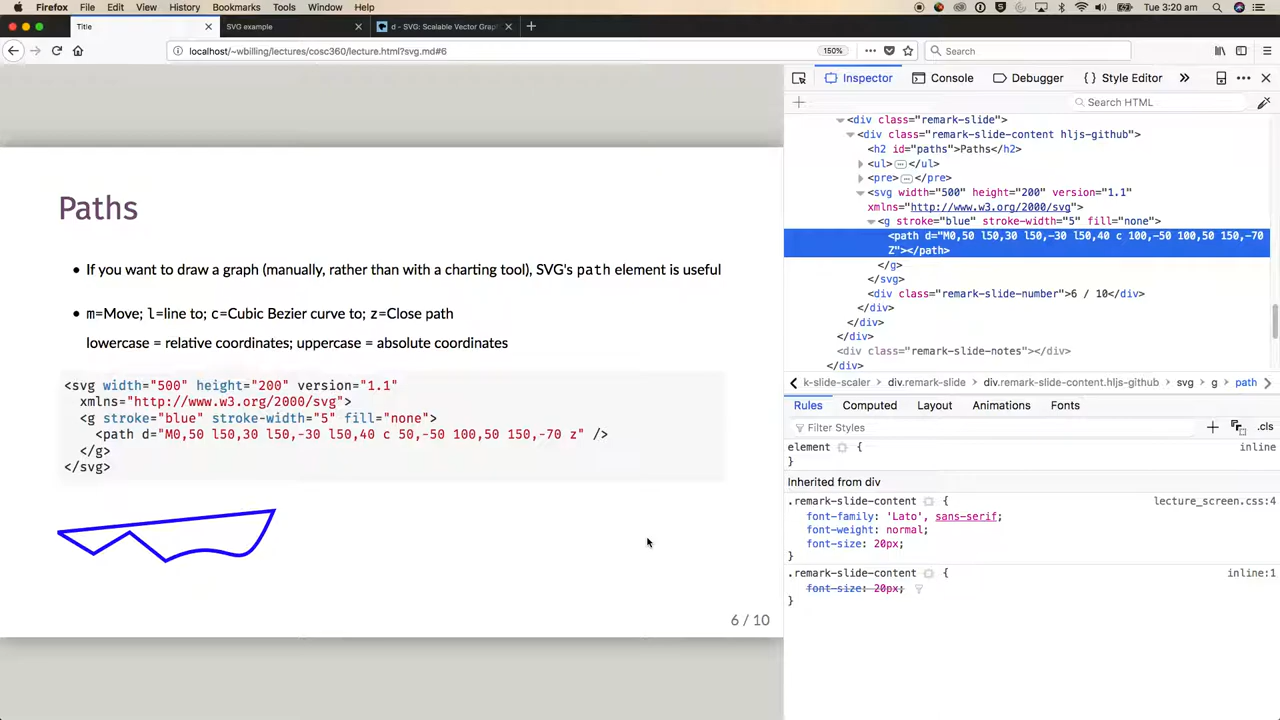 Firefox File Edit View History Bookmarks Tools Window Help
Tue 3:20 am
Title
SVG example
d - SVG: Scalable Vector Grap
localhost/~wbilling/lectures/cosc360/lecture.html?svg.md#6
150%
Search
Inspector Console Debugger { } Style Editor
Search HTML
<div class="remark-slide">
<div class="remark-slide-content hljs-github">
<h2 id="paths">Paths</h2>
<ul></ul>
<pre></pre>
<svg width="500" height="200" version="1.1"
xmlns="http://www.w3.org/2000/svg">
<g stroke="blue" stroke-width="5" fill="none">
<path d="M0,50 l50,30 l50,-30 l50,40 c 100,-50 100,50 150,-70
Z"></path>
</g>
</svg>
<div class="remark-slide-number">6 / 10</div>
</div>
</div>
</div>
<div class="remark-slide-notes"></div>
</div>
k-slide-scaler div.remark-slide div.remark-slide-content.hljs-github svg g path
Rules Computed Layout Animations Fonts
Filter Styles
.cls
element {
inline
}
Inherited from div
.remark-slide-content {
lecture_screen.css:4
font-family: 'Lato', sans-serif;
font-weight: normal;
font-size: 20px;
}
.remark-slide-content {
inline:1
font-size: 20px;
}
Paths
• If you want to draw a graph (manually, rather than with a charting tool), SVG's path element is useful
• m=Move; l=line to; c=Cubic Bezier curve to; z=Close path
lowercase = relative coordinates; uppercase = absolute coordinates
<svg width="500" height="200" version="1.1"
xmlns="http://www.w3.org/2000/svg">
<g stroke="blue" stroke-width="5" fill="none">
<path d="M0,50 l50,30 l50,-30 l50,40 c 50,-50 100,50 150,-70 z" />
</g>
</svg>
6 / 10